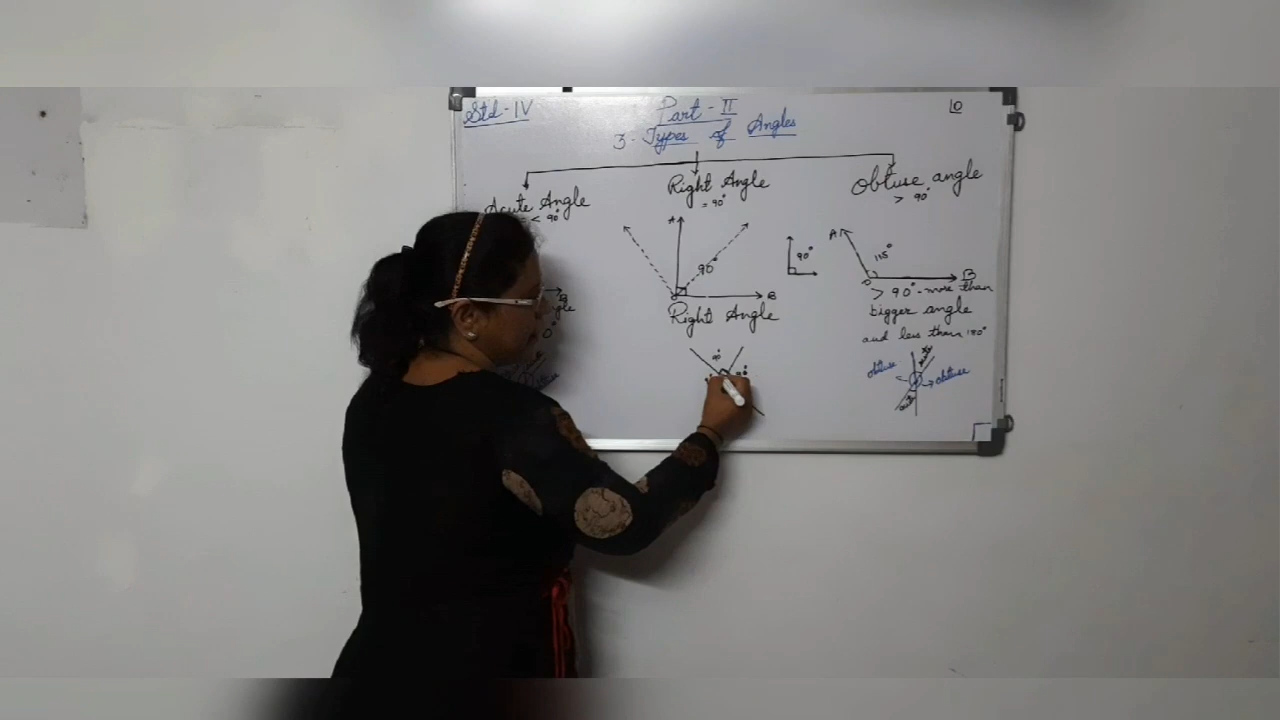 Std - IV
Part - II
10
3 - Types of Angles
Acute Angle
< 90°
Right Angle
= 90°
Obtuse angle
> 90°
A
90°
B
Right Angle
90°
A
115°
B
> 90° - more than
bigger angle
and less than 180°
90°
obtuse
obtuse
B